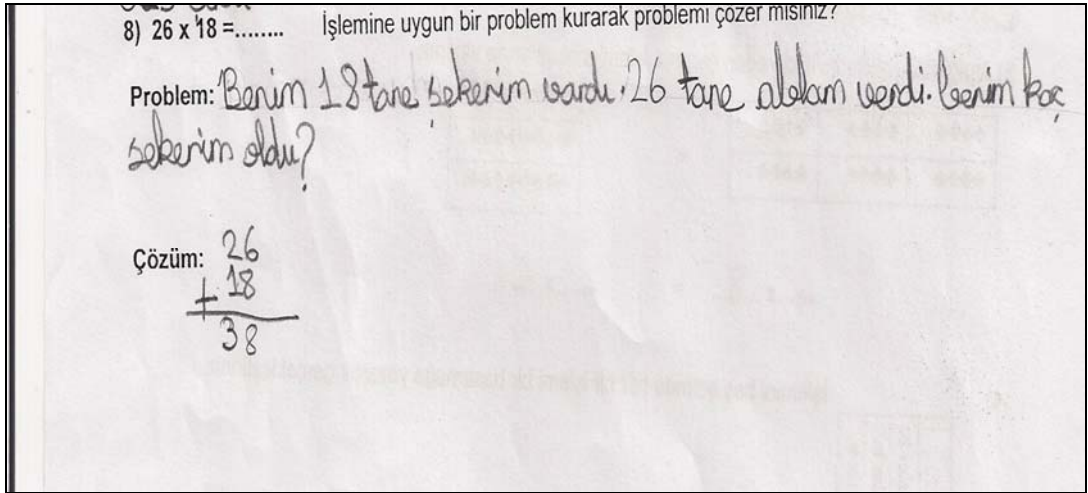 8) 26 x 18 =........ İşlemine uygun bir problem kurarak problemi çözer misiniz?
Problem: Benim 18 tane şekerim vardı. 26 tane ablam verdi. benim kaç
şekerim oldu?
Çözüm: 26
+ 18
38